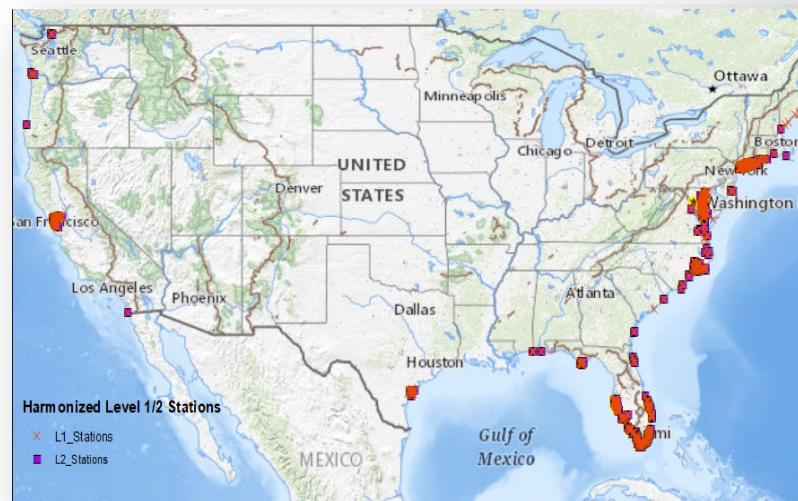 Seattle
Ottawa
Minneapolis
Boston
Chicago
Detroit
New York
UNITED
STATES
Denver
Washington
San Francisco
Los Angeles
Phoenix
Atlanta
Dallas
Houston
Harmonized Level 1/2 Stations
L1_Stations
L2_Stations
Gulf of
Mexico
mi
MEXICO